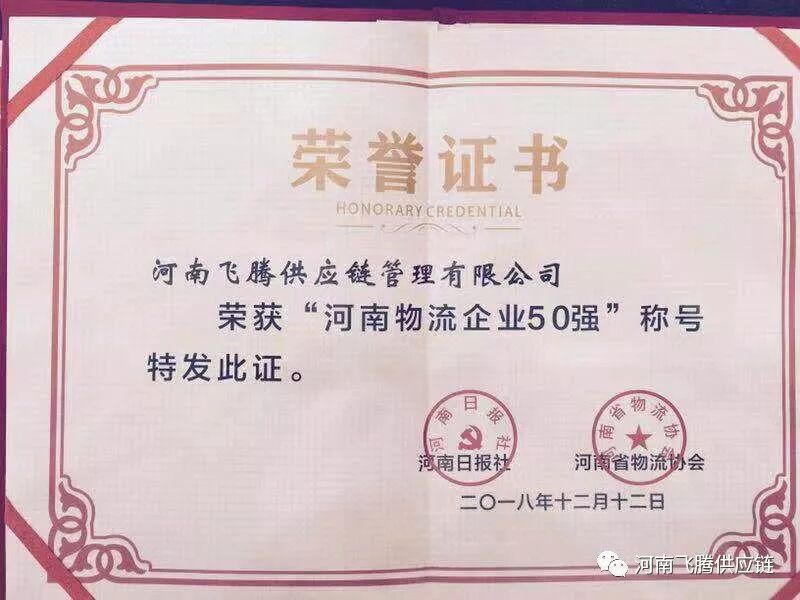 荣誉证书
HONORARY CREDENTIAL
河南飞腾供应链管理有限公司
荣获“河南物流企业50强”称号
特发此证。
河南日报社
河南省物流协会
河南日报社
河南省物流协会
二〇一八年十二月十二日
河南飞腾供应链